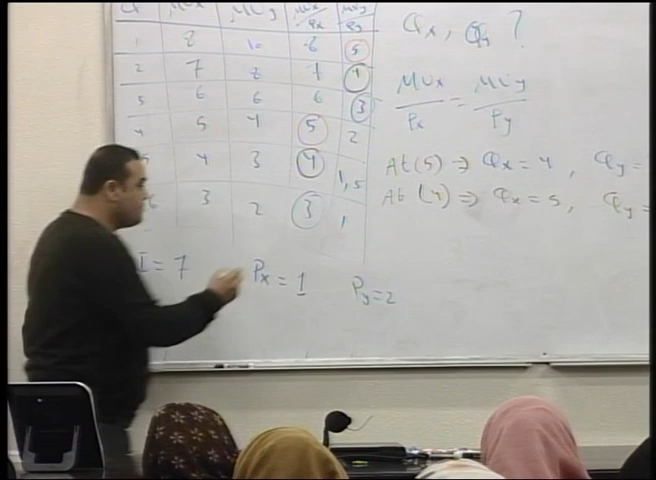 Q MUx MUy MUx/Px MUy/Py
1 8 10 8 5
2 7 8 7 4
3 6 6 6 3
4 5 4 5 2
5 4 3 4 1,5
6 3 2 3 1
I = 7 Px = 1 Py = 2
Qx, Qy ?
MUx/Px = MUy/Py
At (5) ⇒ Qx = 4, Qy =
At (4) ⇒ Qx = 5, Qy =